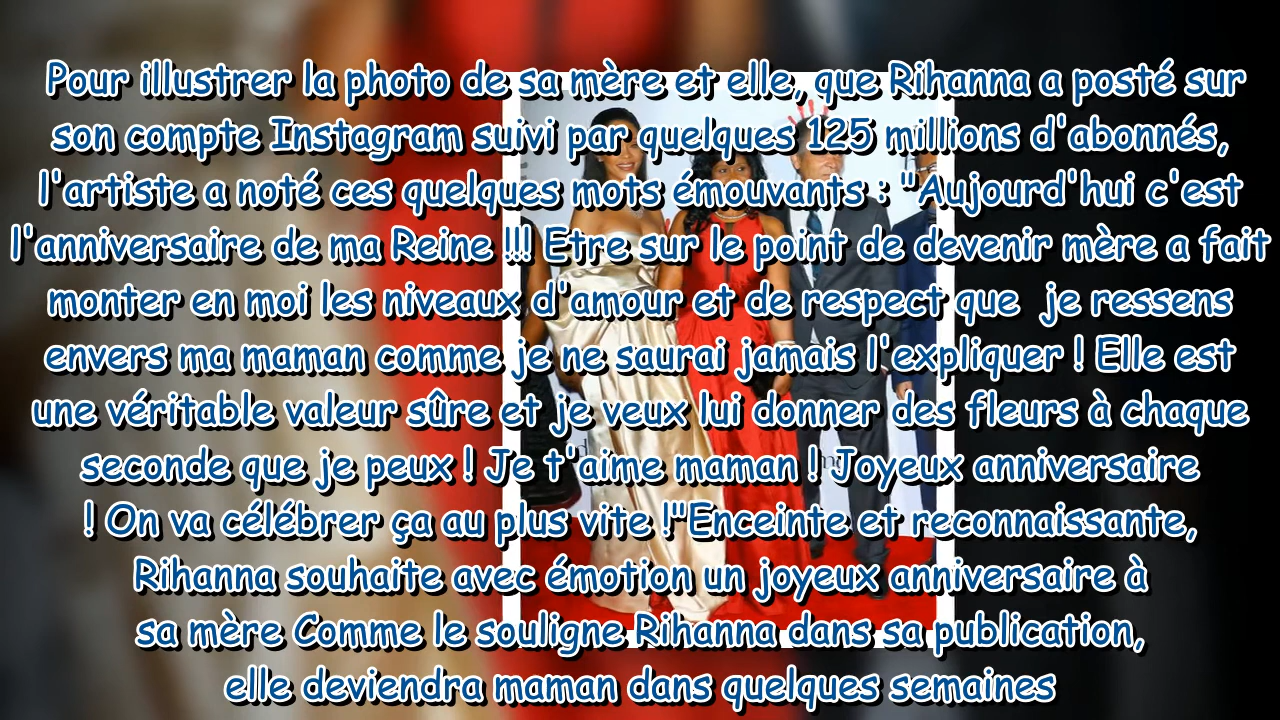 Pour illustrer la photo de sa mère et elle, que Rihanna a posté sur
son compte Instagram suivi par quelques 125 millions d'abonnés,
l'artiste a noté ces quelques mots émouvants : "Aujourd'hui c'est
l'anniversaire de ma Reine !!! Etre sur le point de devenir mère a fait
monter en moi les niveaux d'amour et de respect que  je ressens
envers ma maman comme je ne saurai jamais l'expliquer ! Elle est
une véritable valeur sûre et je veux lui donner des fleurs à chaque
seconde que je peux ! Je t'aime maman ! Joyeux anniversaire
! On va célébrer ça au plus vite !"Enceinte et reconnaissante,
Rihanna souhaite avec émotion un joyeux anniversaire à
sa mère Comme le souligne Rihanna dans sa publication,
elle deviendra maman dans quelques semaines